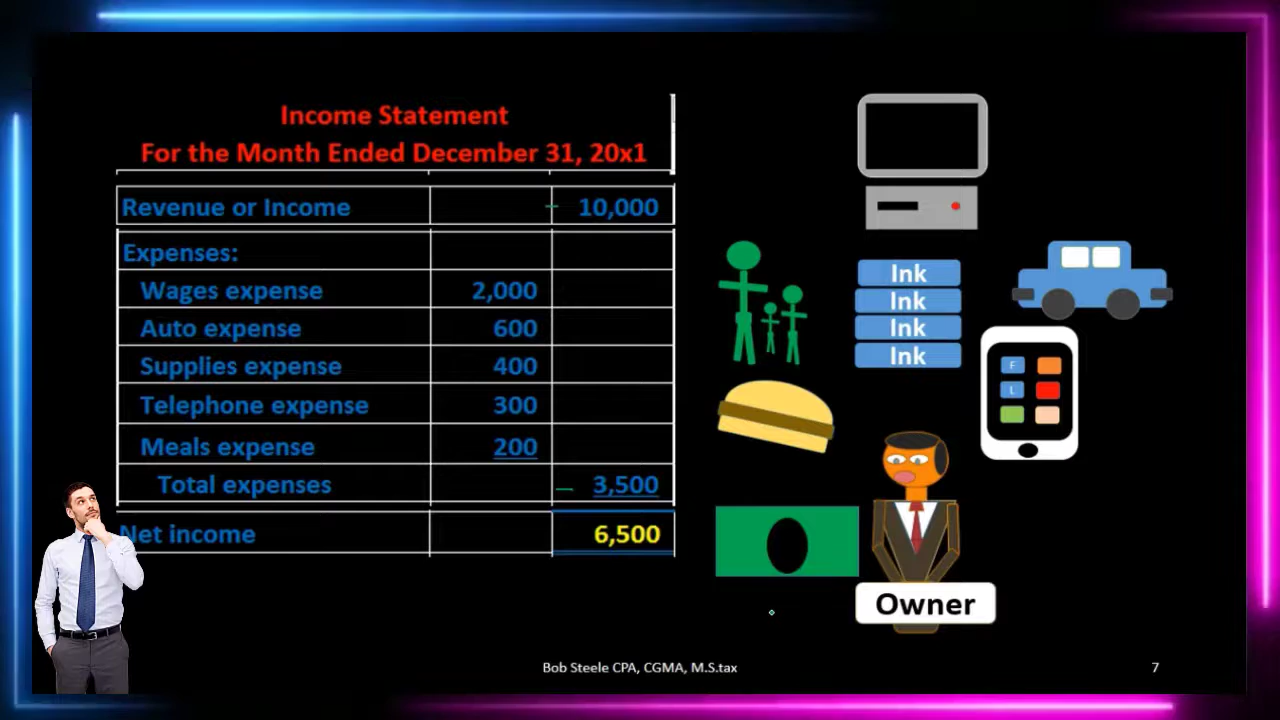 Income Statement
For the Month Ended December 31, 20x1
Revenue or Income 10,000
Expenses:
Wages expense 2,000
Auto expense 600
Supplies expense 400
Telephone expense 300
Meals expense 200
Total expenses 3,500
Net income 6,500
Ink
Ink
Ink
Ink
F
L
Owner
Bob Steele CPA, CGMA, M.S.tax 7